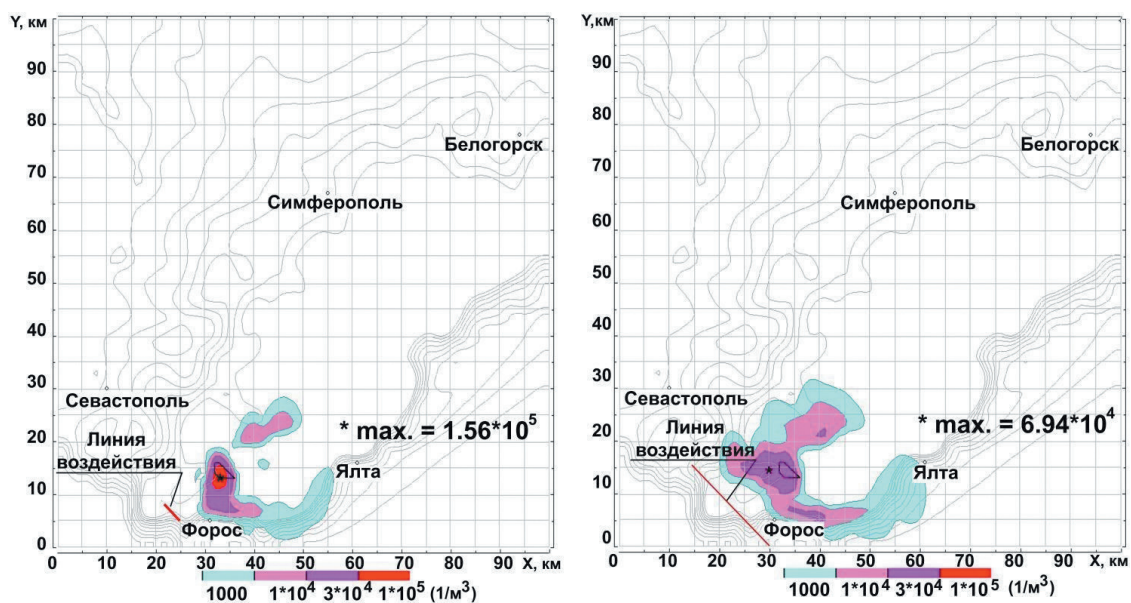 Y, км
90
80
70
60
50
40
30
20
10
0
Белогорск
Симферополь
Севастополь
* max. = 1.56*10⁵
Линия
воздействия
Ялта
Форос
0 10 20 30 40 50 60 70 80 90 X, км
1000 1*10⁴ 3*10⁴ 1*10⁵ (1/м³)
Y, км
90
80
70
60
50
40
30
20
10
0
Белогорск
Симферополь
Севастополь
* max. = 6.94*10⁴
Линия
воздействия
Ялта
Форос
0 10 20 30 40 50 60 70 80 90 X, км
1000 1*10⁴ 3*10⁴ 1*10⁵ (1/м³)